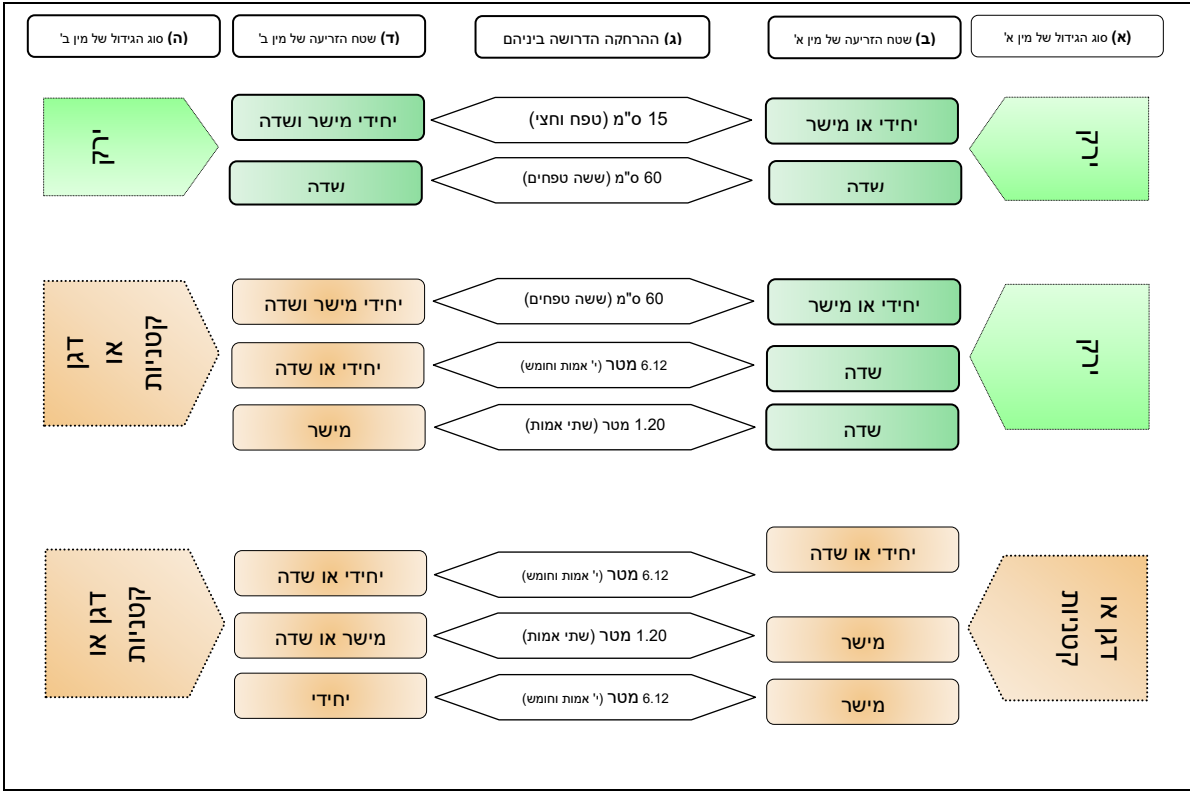 (א) סוג הגידול של מין א'
(ב) שטח הזריעה של מין א'
(ג) ההרחקה הדרושה ביניהם
(ד) שטח הזריעה של מין ב'
(ה) סוג הגידול של מין ב'
ירק
יחידי או מישר
15 ס"מ (טפח וחצי)
יחידי מישר ושדה
ירק
שדה
60 ס"מ (ששה טפחים)
שדה
ירק
יחידי או מישר
60 ס"מ (ששה טפחים)
יחידי מישר ושדה
קטניות
או
דגן
שדה
6.12 מטר (י' אמות וחומש)
יחידי או שדה
שדה
1.20 מטר (שתי אמות)
מישר
דגן או
קטניות
יחידי או שדה
6.12 מטר (י' אמות וחומש)
יחידי או שדה
קטניות
דגן או
מישר
1.20 מטר (שתי אמות)
מישר או שדה
מישר
6.12 מטר (י' אמות וחומש)
יחידי